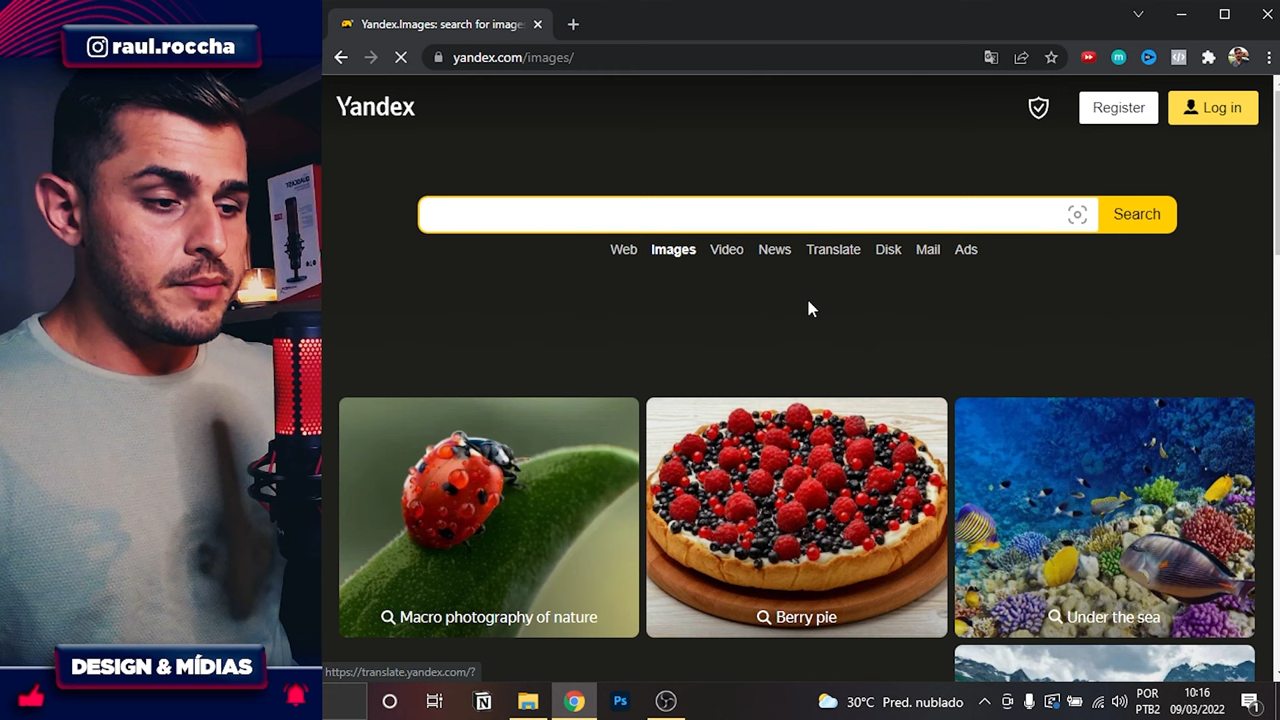 raul.roccha
DESIGN & MÍDIAS
Yandex.Images: search for image
yandex.com/images/
Yandex
Register
Log in
Search
Web Images Video News Translate Disk Mail Ads
Macro photography of nature
Berry pie
Under the sea
https://translate.yandex.com/?
Ps
30°C Pred. nublado
POR
PTB2
10:16
09/03/2022
1